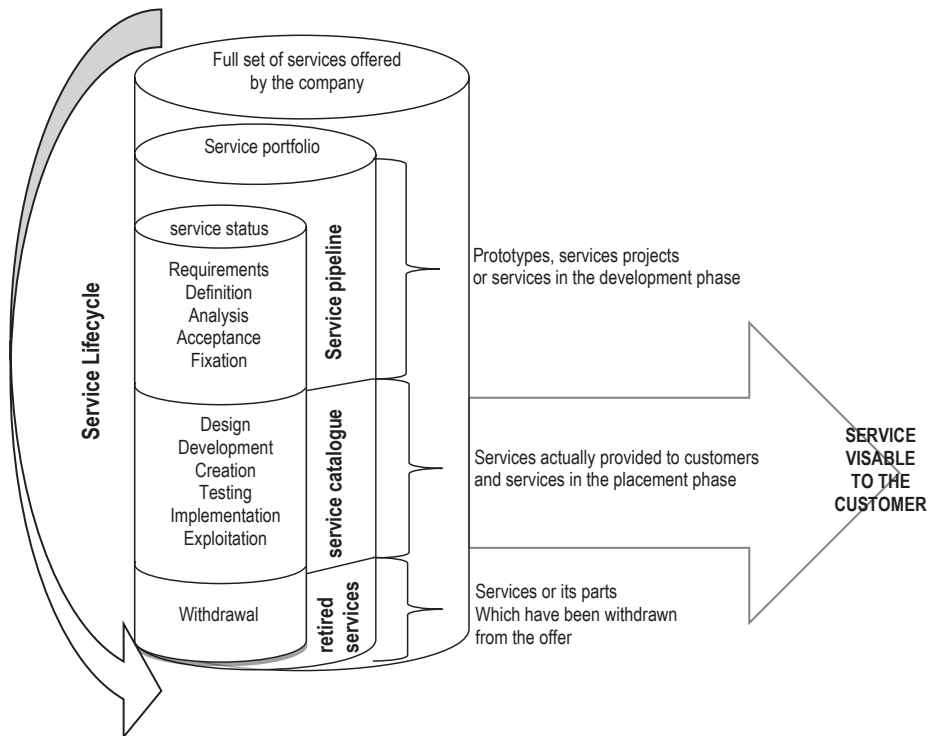 Full set of services offered
by the company
Service portfolio
service status
Requirements
Definition
Analysis
Acceptance
Fixation
Service pipeline
Prototypes, services projects
or services in the development phase
Service Lifecycle
Design
Development
Creation
Testing
Implementation
Exploitation
service catalogue
Services actually provided to customers
and services in the placement phase
SERVICE
VISABLE
TO THE
CUSTOMER
Withdrawal
retired
services
Services or its parts
Which have been withdrawn
from the offer